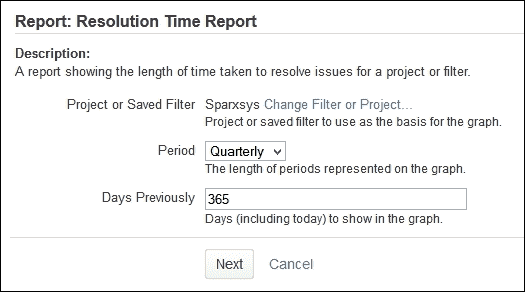 Report: Resolution Time Report
Description:
A report showing the length of time taken to resolve issues for a project or filter.
Project or Saved Filter Sparxsys Change Filter or Project...
Project or saved filter to use as the basis for the graph.
Period Quarterly
The length of periods represented on the graph.
Days Previously 365
Days (including today) to show in the graph.
Next Cancel